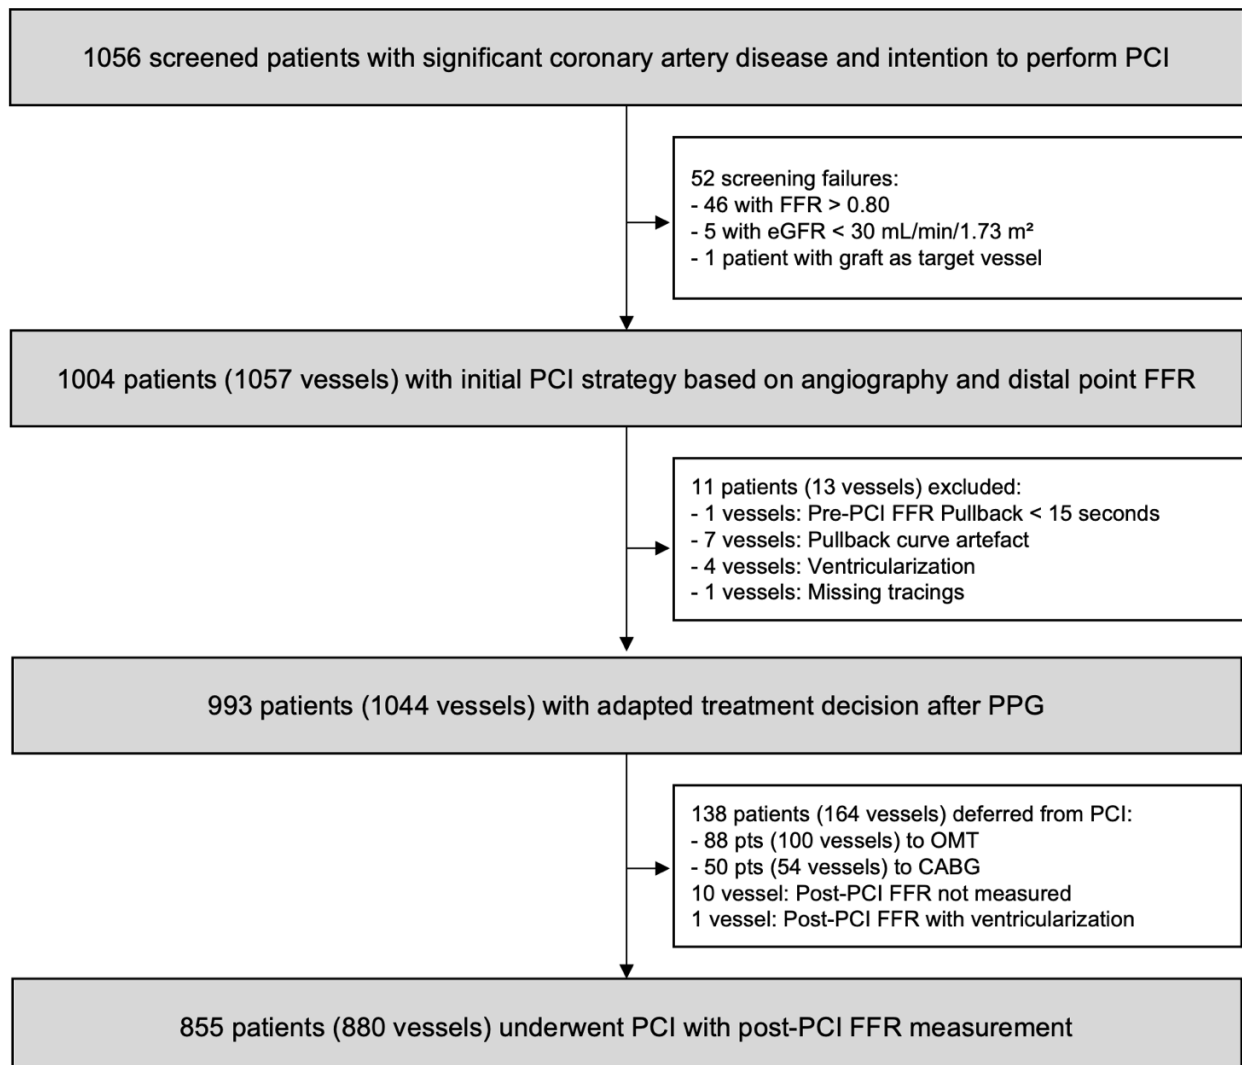 1056 screened patients with significant coronary artery disease and intention to perform PCI
52 screening failures:
- 46 with FFR > 0.80
- 5 with eGFR < 30 mL/min/1.73 m²
- 1 patient with graft as target vessel
1004 patients (1057 vessels) with initial PCI strategy based on angiography and distal point FFR
11 patients (13 vessels) excluded:
- 1 vessels: Pre-PCI FFR Pullback < 15 seconds
- 7 vessels: Pullback curve artefact
- 4 vessels: Ventricularization
- 1 vessels: Missing tracings
993 patients (1044 vessels) with adapted treatment decision after PPG
138 patients (164 vessels) deferred from PCI:
- 88 pts (100 vessels) to OMT
- 50 pts (54 vessels) to CABG
10 vessel: Post-PCI FFR not measured
1 vessel: Post-PCI FFR with ventricularization
855 patients (880 vessels) underwent PCI with post-PCI FFR measurement